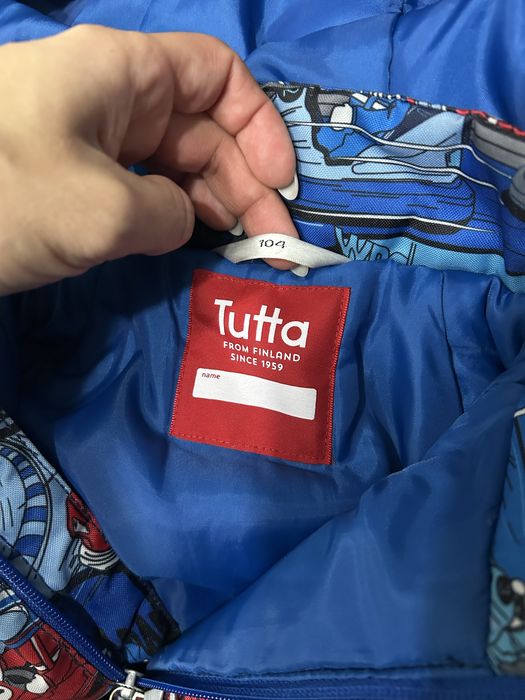 104
Tutta
FROM FINLAND
SINCE 1959
name